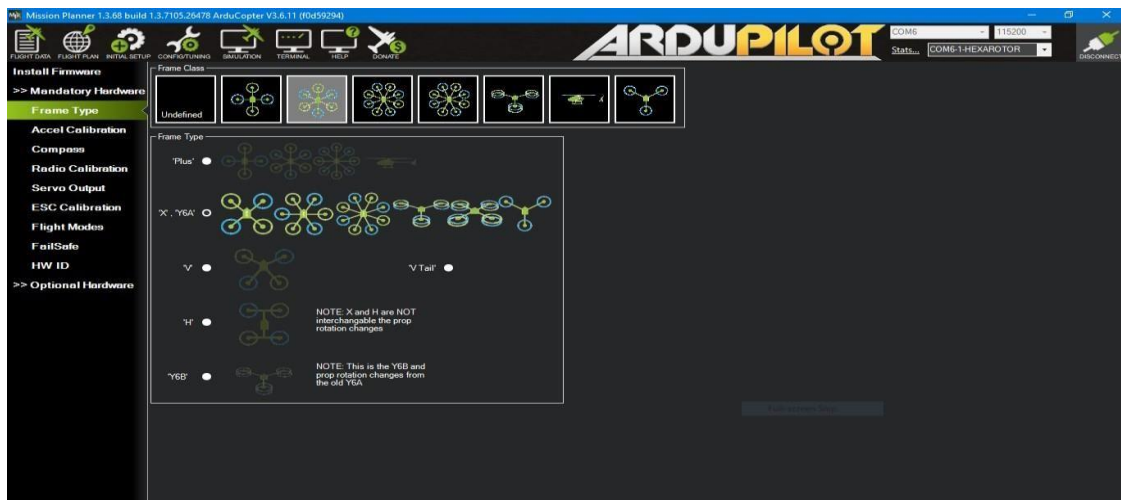 Mission Planner 1.3.68 build 1.3.7105.26478 ArduCopter V3.6.11 (f0d59294)
FLIGHT DATA FLIGHT PLAN INITIAL SETUP CONFIG/TUNING SIMULATION TERMINAL HELP DONATE
ARDUPILOT
COM6 115200
Stats... COM6-1-HEXAROTOR
DISCONNECT
Install Firmware
>> Mandatory Hardware
Frame Type
Accel Calibration
Compass
Radio Calibration
Servo Output
ESC Calibration
Flight Modes
FailSafe
HW ID
>> Optional Hardware
Frame Class
Undefined
Frame Type
'Plus'
'X', 'Y6A'
'V'
'V Tail'
'H'
NOTE: X and H are NOT
interchangable the prop
rotation changes
'Y6B'
NOTE: This is the Y6B and
prop rotation changes from
the old Y6A